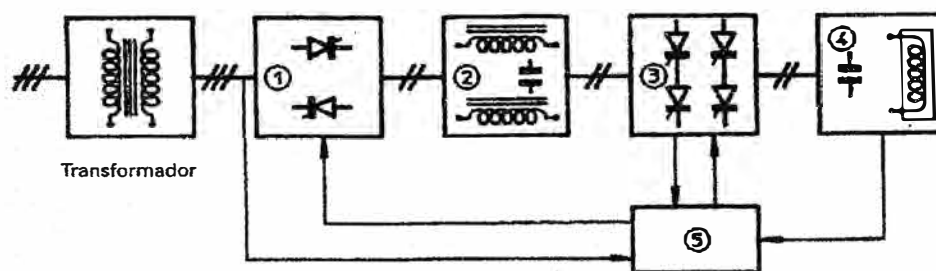 ① ② ③ ④
Transformador
⑤